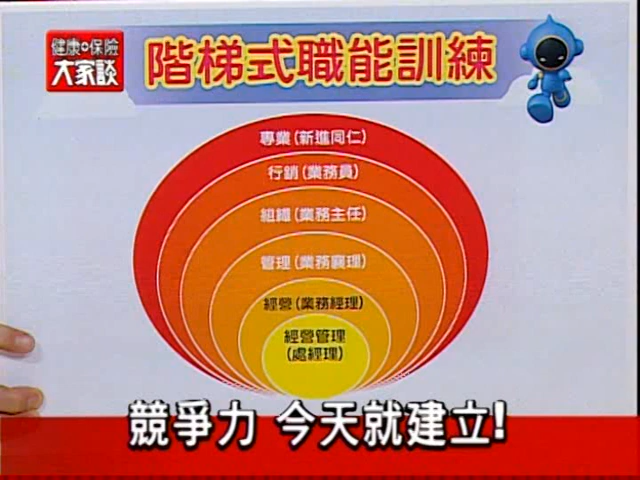 健康保險
大家談
階梯式職能訓練
專業(新進同仁)
行銷(業務員)
組織(業務主任)
管理(業務襄理)
經營(業務經理)
經營管理
(處經理)
競爭力 今天就建立!